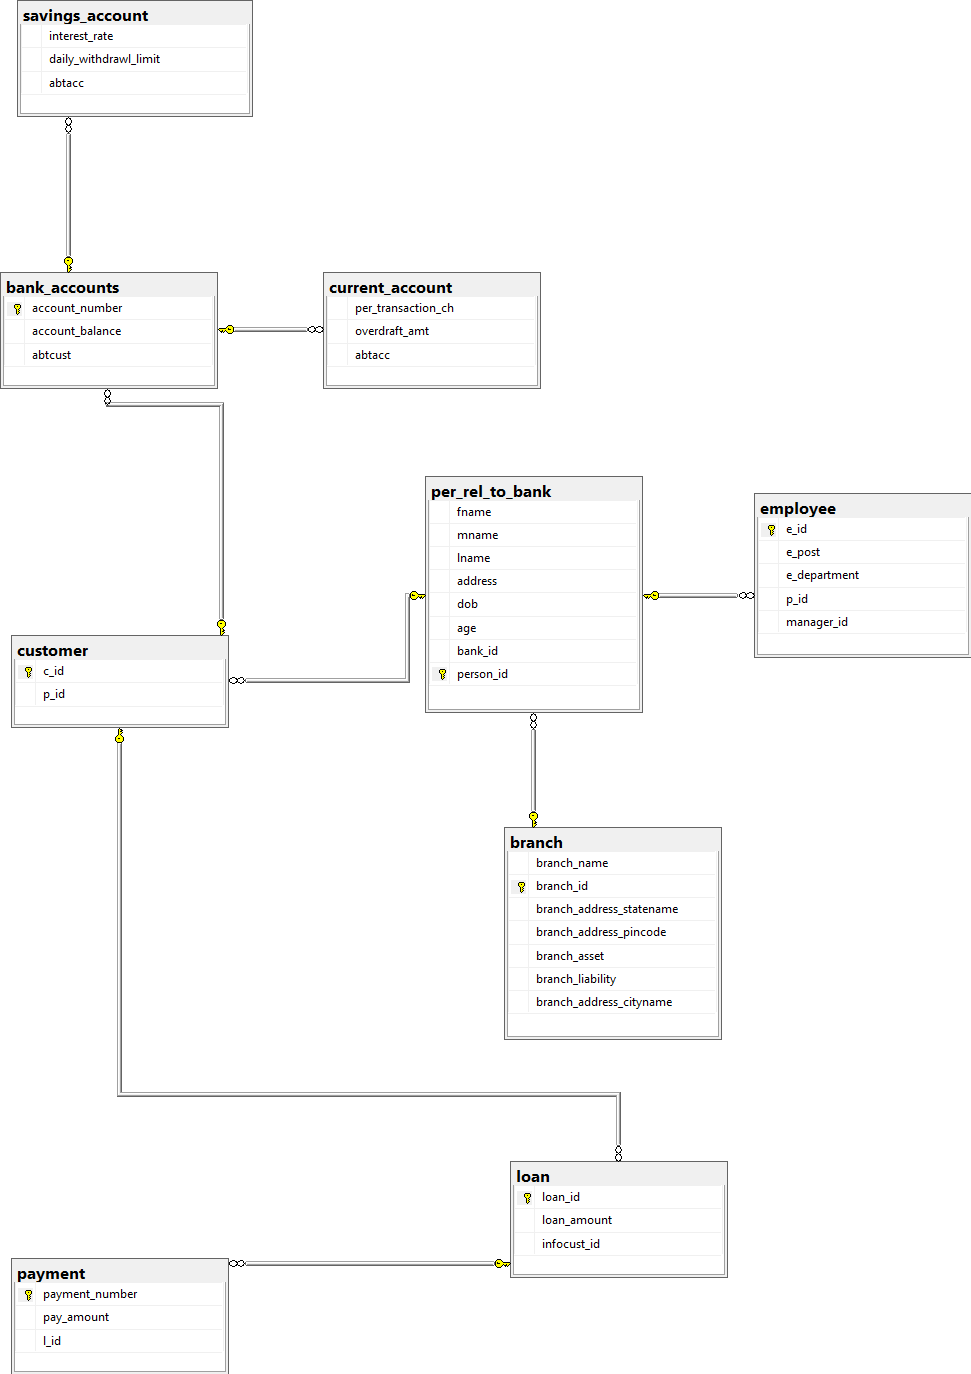 savings_account
interest_rate
daily_withdrawl_limit
abtacc
bank_accounts
account_number
account_balance
abtcust
current_account
per_transaction_ch
overdraft_amt
abtacc
per_rel_to_bank
fname
mname
lname
address
dob
age
bank_id
person_id
employee
e_id
e_post
e_department
p_id
manager_id
customer
c_id
p_id
branch
branch_name
branch_id
branch_address_statename
branch_address_pincode
branch_asset
branch_liability
branch_address_cityname
loan
loan_id
loan_amount
infocust_id
payment
payment_number
pay_amount
l_id